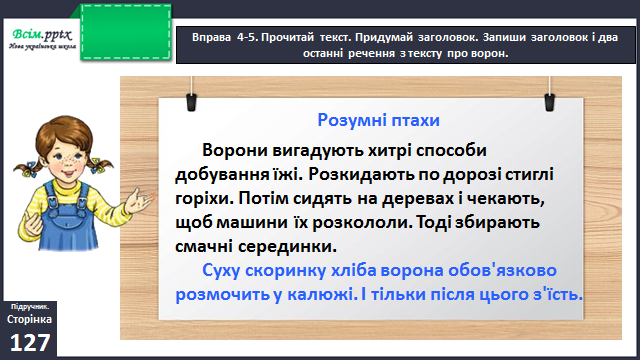 Всім.pptx
Нова українська школа
Вправа 4-5. Прочитай текст. Придумай заголовок. Запиши заголовок і два
останні речення з тексту про ворон.
Розумні птахи
Ворони вигадують хитрі способи
добування їжі. Розкидають по дорозі стиглі
горіхи. Потім сидять на деревах і чекають,
щоб машини їх розкололи. Тоді збирають
смачні серединки.
Суху скоринку хліба ворона обов'язково
розмочить у калюжі. І тільки після цього з'їсть.
Підручник.
Сторінка
127